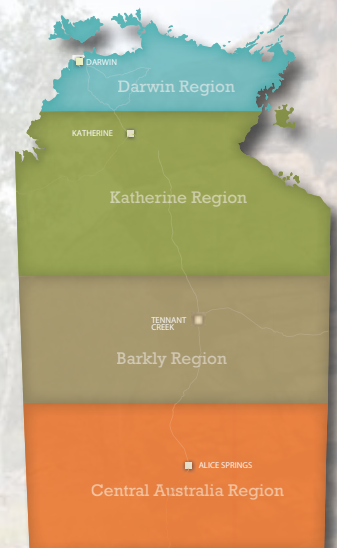 DARWIN
Darwin Region
KATHERINE
Katherine Region
TENNANT
CREEK
Barkly Region
ALICE SPRINGS
Central Australia Region